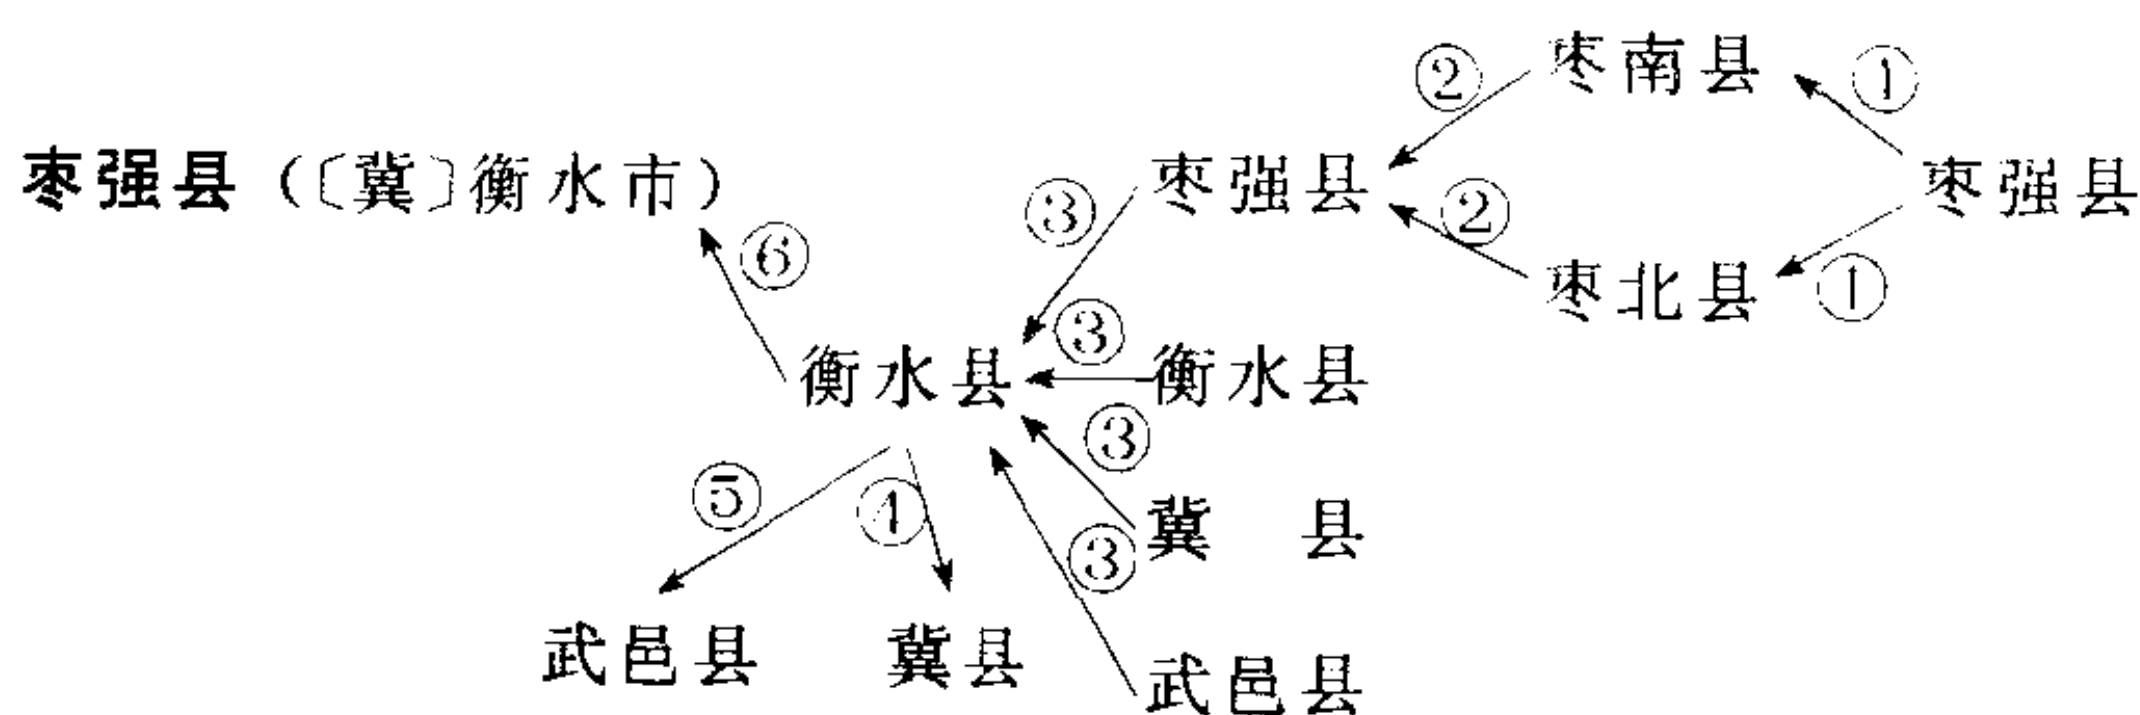 ② 枣南县 ①
枣强县（〔冀〕衡水市） ③ 枣强县 ② 枣强县
⑥ 枣北县 ①
③
衡水县 衡水县
③
⑤ ④ ③ 冀 县
武邑县 冀县 武邑县